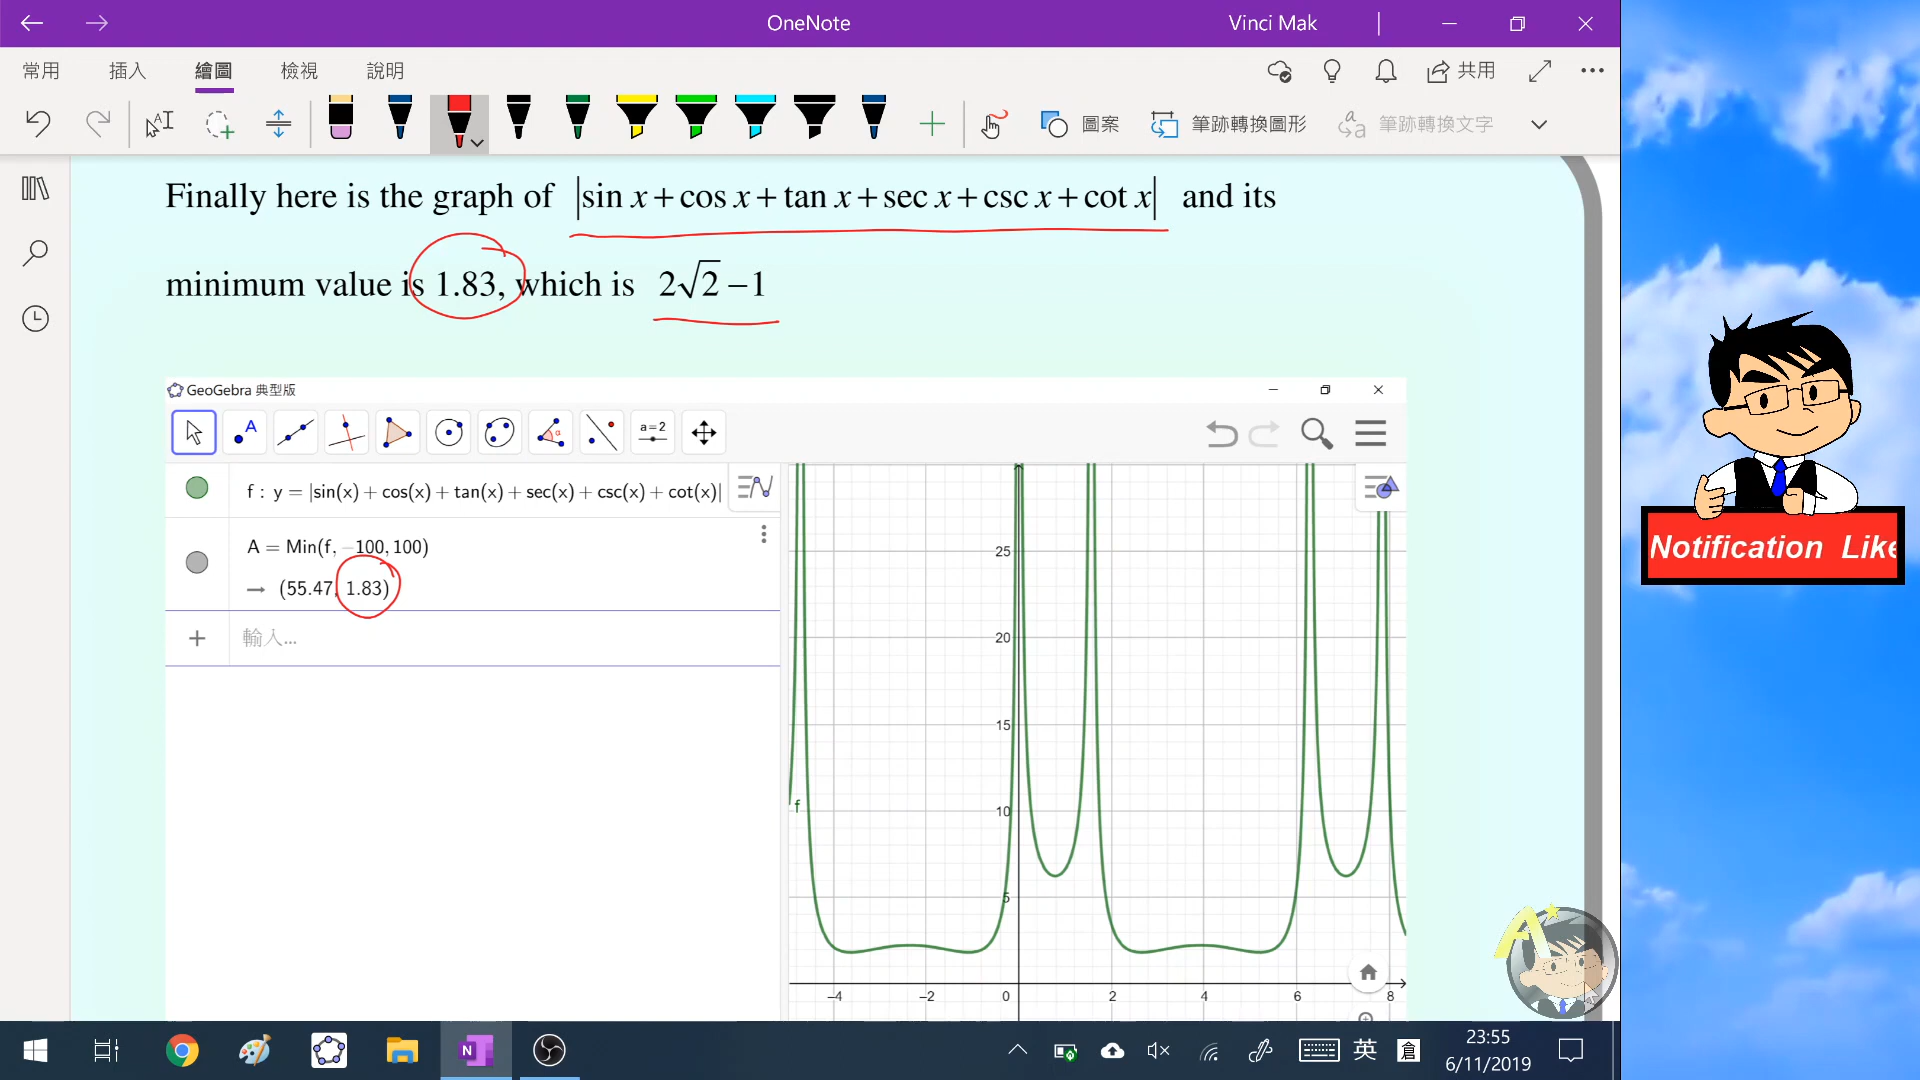 OneNote
Vinci Mak
常用 插入 繪圖 檢視 說明
共用
圖案 筆跡轉換圖形 筆跡轉換文字
Finally here is the graph of |sin x + cos x + tan x + sec x + csc x + cot x| and its
minimum value is 1.83, which is 2√2 − 1
GeoGebra 典型版
A
α
a=2
f : y = |sin(x) + cos(x) + tan(x) + sec(x) + csc(x) + cot(x)|
A = Min(f, −100, 100)
→ (55.47, 1.83)
+ 輸入...
25
20
15
10
5
f
−4 −2 0 2 4 6 8
Notification Like
A
N
英 倉
23:55
6/11/2019